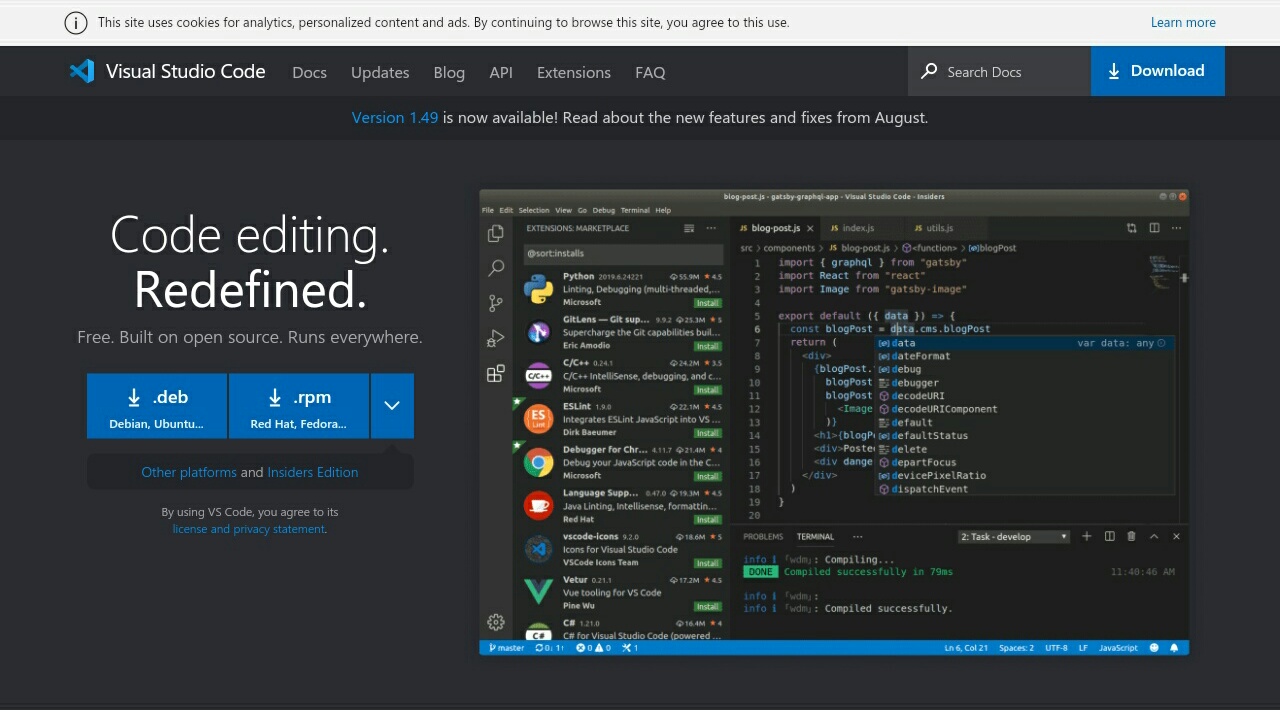 This site uses cookies for analytics, personalized content and ads. By continuing to browse this site, you agree to this use.
Learn more
Visual Studio Code
Docs
Updates
Blog
API
Extensions
FAQ
Search Docs
Download
Version 1.49 is now available! Read about the new features and fixes from August.
Code editing.
Redefined.
Free. Built on open source. Runs everywhere.
.deb
Debian, Ubuntu...
.rpm
Red Hat, Fedora...
Other platforms and Insiders Edition
By using VS Code, you agree to its
license and privacy statement.
blog-post.js - gatsby-graphql-app - Visual Studio Code - Insiders
File Edit Selection View Go Debug Terminal Help
EXTENSIONS: MARKETPLACE
@sort:installs
Python 2019.6.24221 55.9M ★4.5
Linting, Debugging (multi-threaded,...
Microsoft Install
GitLens — Git sup... 9.9.2 25.3M ★5
Supercharge the Git capabilities buil...
Eric Amodio Install
C/C++ 0.24.1 24.2M ★3.5
C/C++ IntelliSense, debugging, and c...
Microsoft Install
ESLint 1.9.0 22.1M ★4.5
Integrates ESLint JavaScript into VS ...
Dirk Baeumer Install
Debugger for Chr... 4.11.7 21.4M ★4
Debug your JavaScript code in the C...
Microsoft Install
Language Supp... 0.47.0 19.3M ★4.5
Java Linting, Intellisense, formattin...
Red Hat Install
vscode-icons 9.2.0 18.6M ★5
Icons for Visual Studio Code
VSCode Icons Team Install
Vetur 0.21.1 17.2M ★4.5
Vue tooling for VS Code
Pine Wu Install
C# 1.21.0 16.4M ★4
C# for Visual Studio Code (powered ...
JS blog-post.js × JS index.js JS utils.js
src > components > JS blog-post.js > <function> > blogPost
1 import { graphql } from "gatsby"
2 import React from "react"
3 import Image from "gatsby-image"
4
5 export default ({ data }) => {
6 const blogPost = data.cms.blogPost
7 return (
8 <div>
9 {blogPost.
10 blogPost
11 blogPost
12 <Image
13 )}
14 <h1>{blogP
15 <div>Poste
16 <div dange
17 </div>
18 )
19 }
20
data var data: any
dateFormat
debug
debugger
decodeURI
decodeURIComponent
default
defaultStatus
delete
departFocus
devicePixelRatio
dispatchEvent
PROBLEMS TERMINAL ... 2: Task - develop
info i ｢wdm｣: Compiling...
DONE Compiled successfully in 79ms 11:40:46 AM
info i ｢wdm｣:
info i ｢wdm｣: Compiled successfully.
master 0↓ 1↑ 0 0 1
Ln 6, Col 21 Spaces: 2 UTF-8 LF JavaScript